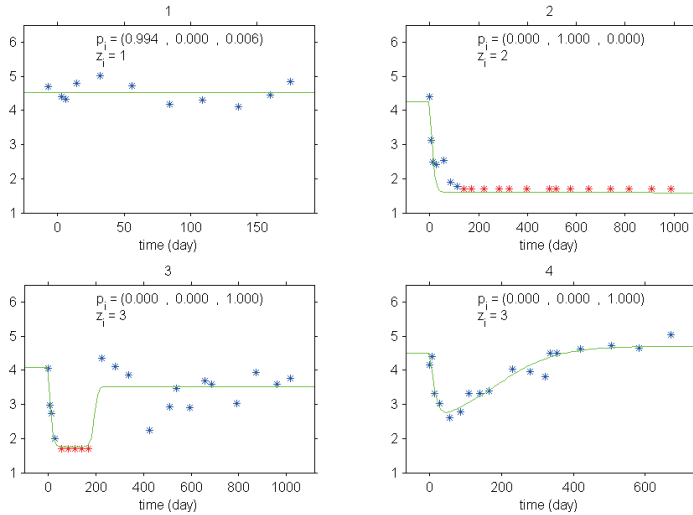 1
p_i = (0.994 , 0.000 , 0.006)
z_i = 1
6
5
4
3
2
1
0 50 100 150
time (day)
2
p_i = (0.000 , 1.000 , 0.000)
z_i = 2
6
5
4
3
2
1
0 200 400 600 800 1000
time (day)
3
p_i = (0.000 , 0.000 , 1.000)
z_i = 3
6
5
4
3
2
1
0 200 400 600 800 1000
time (day)
4
p_i = (0.000 , 0.000 , 1.000)
z_i = 3
6
5
4
3
2
1
0 200 400 600
time (day)